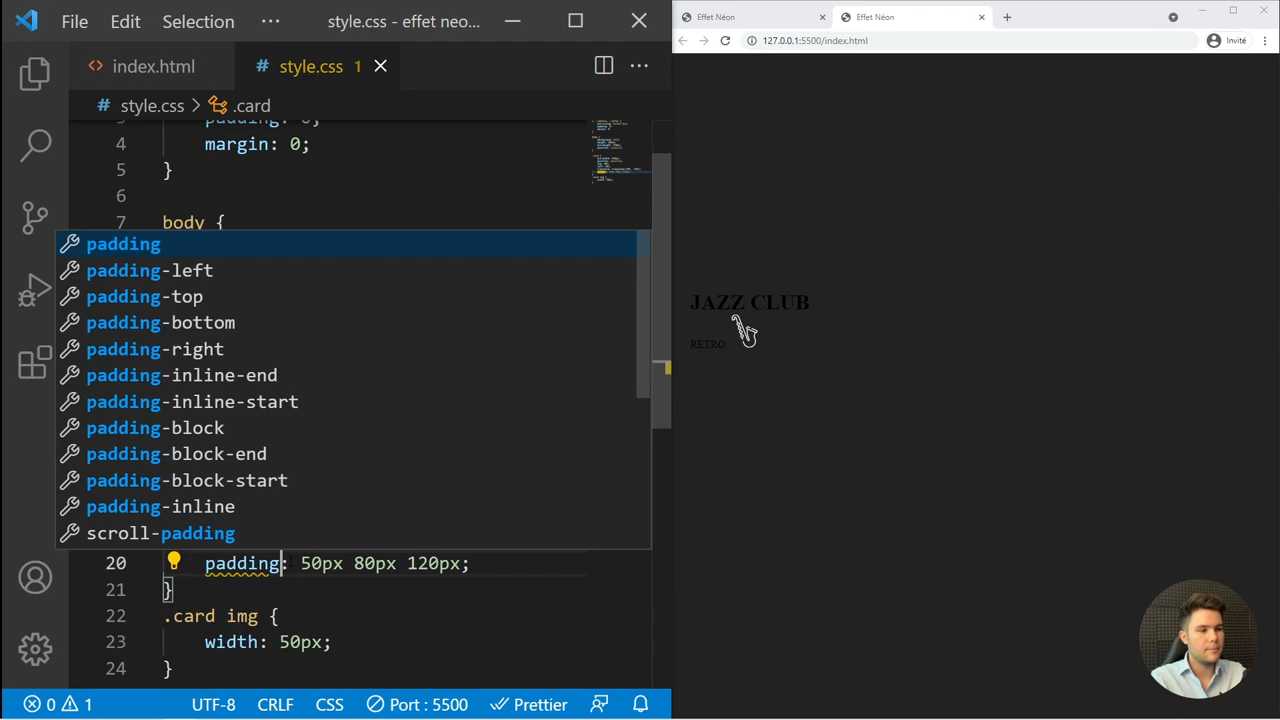 File Edit Selection ··· style.css - effet neo...
index.html
style.css 1
style.css > .card
padding: 0;
4 margin: 0;
5 }
6
7 body {
padding
padding-left
padding-top
padding-bottom
padding-right
padding-inline-end
padding-inline-start
padding-block
padding-block-end
padding-block-start
padding-inline
scroll-padding
20 padding: 50px 80px 120px;
21 }
22 .card img {
23 width: 50px;
24 }
0 1 UTF-8 CRLF CSS Port : 5500 Prettier
Effet Néon
Effet Néon
127.0.0.1:5500/index.html
Invité
JAZZ CLUB
RETRO